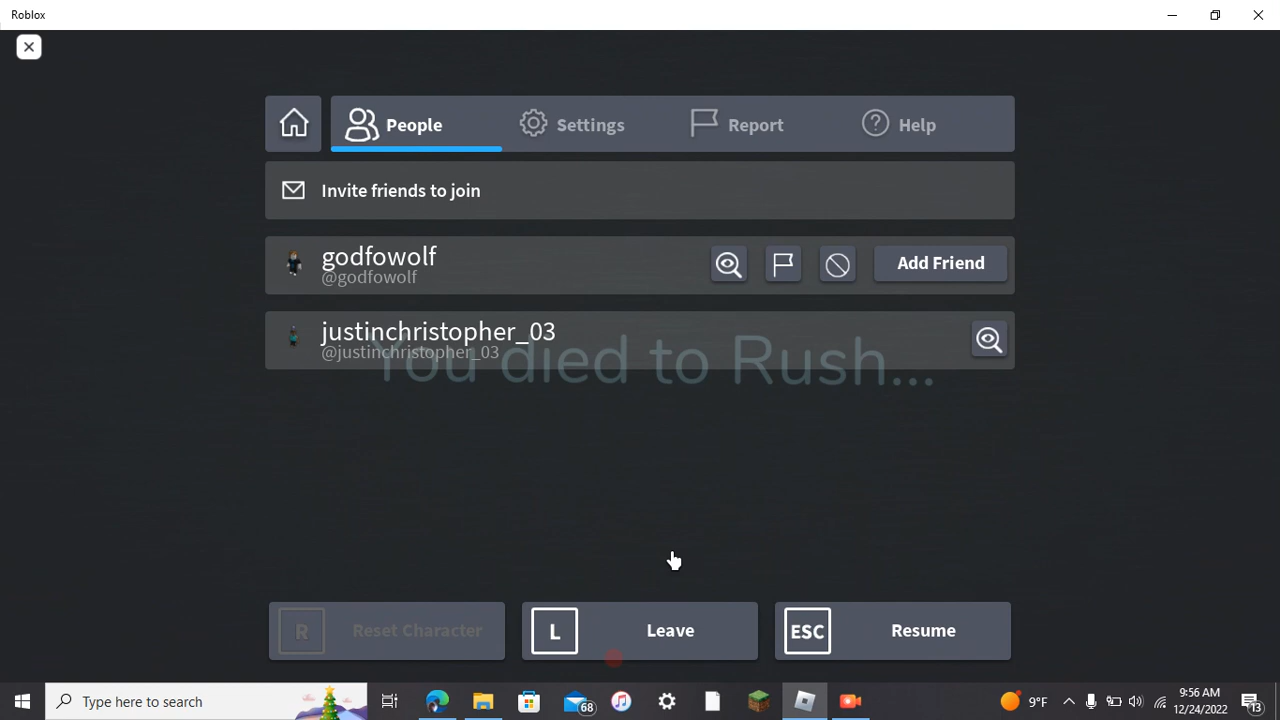 Roblox
People
Settings
Report
Help
Invite friends to join
godfowolf
@godfowolf
Add Friend
justinchristopher_03
@justinchristopher_03
You died to Rush...
R Reset Character
L Leave
ESC Resume
Type here to search
68
9°F
9:56 AM
12/24/2022
13